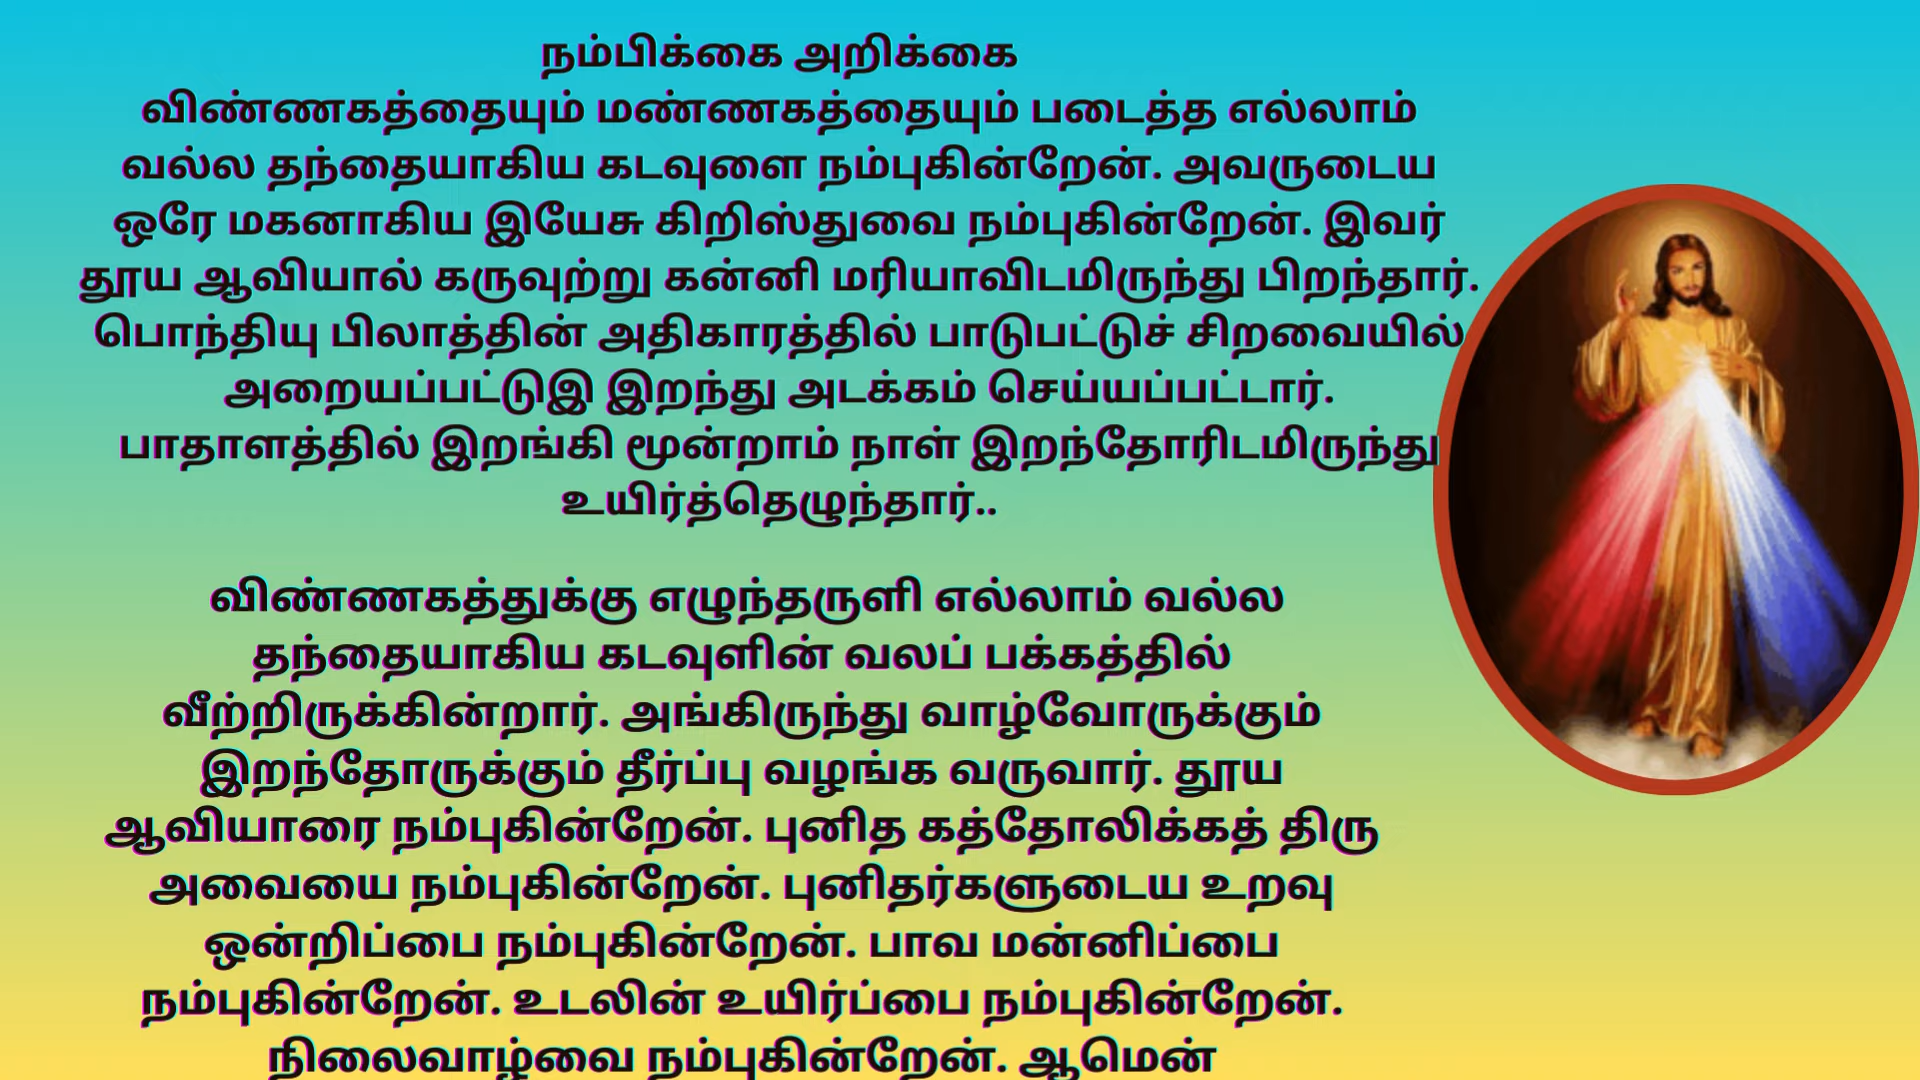 நம்பிக்கை அறிக்கை
விண்ணகத்தையும் மண்ணகத்தையும் படைத்த எல்லாம்
வல்ல தந்தையாகிய கடவுளை நம்புகின்றேன். அவருடைய
ஒரே மகனாகிய இயேசு கிறிஸ்துவை நம்புகின்றேன். இவர்
தூய ஆவியால் கருவுற்று கன்னி மரியாவிடமிருந்து பிறந்தார்.
பொந்தியு பிலாத்தின் அதிகாரத்தில் பாடுபட்டுச் சிறவையில்
அறையப்பட்டுஇ இறந்து அடக்கம் செய்யப்பட்டார்.
பாதாளத்தில் இறங்கி மூன்றாம் நாள் இறந்தோரிடமிருந்து
உயிர்த்தெழுந்தார்..
விண்ணகத்துக்கு எழுந்தருளி எல்லாம் வல்ல
தந்தையாகிய கடவுளின் வலப் பக்கத்தில்
வீற்றிருக்கின்றார். அங்கிருந்து வாழ்வோருக்கும்
இறந்தோருக்கும் தீர்ப்பு வழங்க வருவார். தூய
ஆவியாரை நம்புகின்றேன். புனித கத்தோலிக்கத் திரு
அவையை நம்புகின்றேன். புனிதர்களுடைய உறவு
ஒன்றிப்பை நம்புகின்றேன். பாவ மன்னிப்பை
நம்புகின்றேன். உடலின் உயிர்ப்பை நம்புகின்றேன்.
நிலைவாழ்வை நம்புகின்றேன். ஆமென்